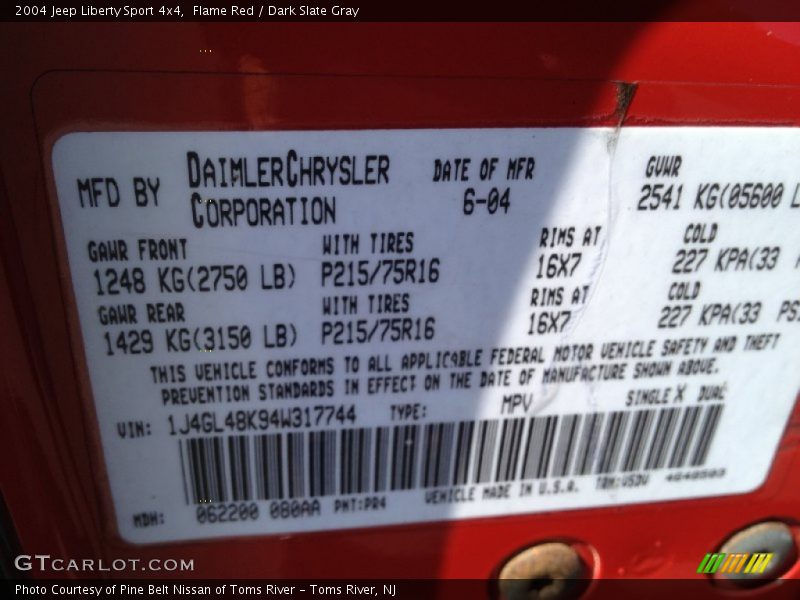 2004 Jeep Liberty Sport 4x4, Flame Red / Dark Slate Gray
MFD BY DAIMLERCHRYSLER CORPORATION
DATE OF MFR 6-04
GVWR 2541 KG(05600 L
GAWR FRONT WITH TIRES RIMS AT COLD
1248 KG(2750 LB) P215/75R16 16X7 227 KPA(33
GAWR REAR WITH TIRES RIMS AT COLD
1429 KG(3150 LB) P215/75R16 16X7 227 KPA(33 PS
THIS VEHICLE CONFORMS TO ALL APPLICABLE FEDERAL MOTOR VEHICLE SAFETY AND THEFT
PREVENTION STANDARDS IN EFFECT ON THE DATE OF MANUFACTURE SHOWN ABOVE.
VIN: 1J4GL48K94W317744 TYPE: MPV SINGLE X DUAL
MDH: 062200 080AA PNT:PR4 VEHICLE MADE IN U.S.A.
GTCARLOT.COM
Photo Courtesy of Pine Belt Nissan of Toms River – Toms River, NJ